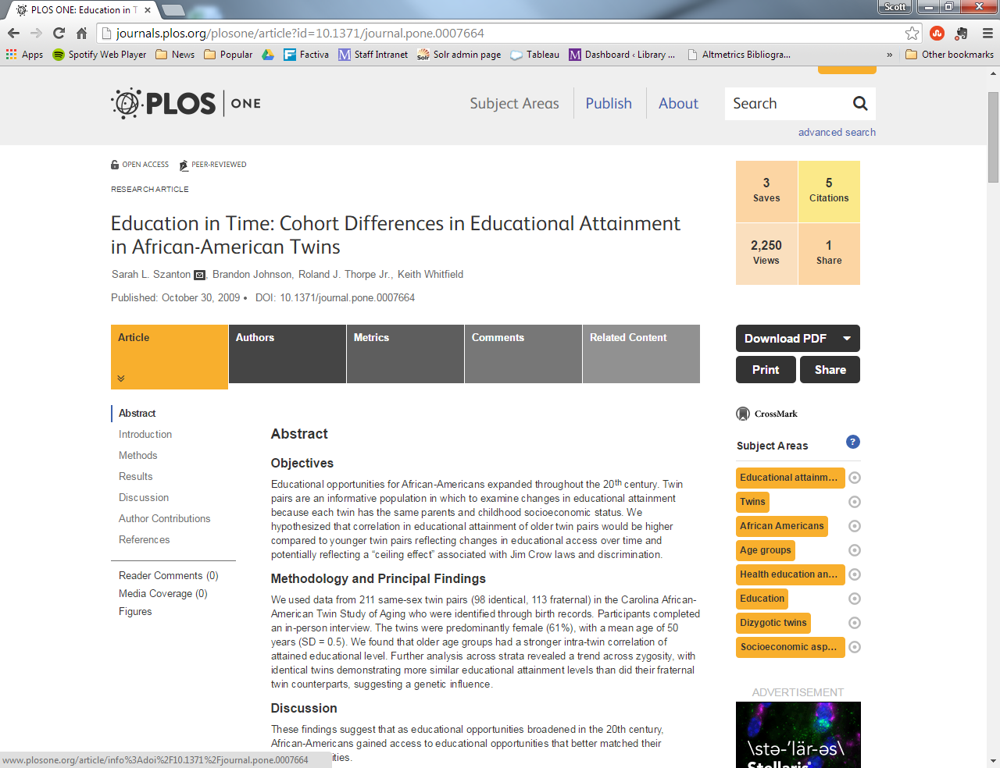 PLOS ONE: Education in T
Scott
journals.plos.org/plosone/article?id=10.1371/journal.pone.0007664
Apps Spotify Web Player News Popular Factiva M Staff Intranet Solr Solr admin page Tableau M Dashboard ‹ Library ... Altmetrics Bibliogra... » Other bookmarks
PLOS ONE
Subject Areas Publish About Search
advanced search
OPEN ACCESS PEER-REVIEWED
RESEARCH ARTICLE
Education in Time: Cohort Differences in Educational Attainment
in African-American Twins
Sarah L. Szanton, Brandon Johnson, Roland J. Thorpe Jr., Keith Whitfield
Published: October 30, 2009 • DOI: 10.1371/journal.pone.0007664
3 Saves
5 Citations
2,250 Views
1 Share
Article Authors Metrics Comments Related Content
Download PDF
Print Share
CrossMark
Abstract
Introduction
Methods
Results
Discussion
Author Contributions
References
Reader Comments (0)
Media Coverage (0)
Figures
Abstract
Objectives
Educational opportunities for African-Americans expanded throughout the 20th century. Twin
pairs are an informative population in which to examine changes in educational attainment
because each twin has the same parents and childhood socioeconomic status. We
hypothesized that correlation in educational attainment of older twin pairs would be higher
compared to younger twin pairs reflecting changes in educational access over time and
potentially reflecting a “ceiling effect” associated with Jim Crow laws and discrimination.
Methodology and Principal Findings
We used data from 211 same-sex twin pairs (98 identical, 113 fraternal) in the Carolina African-
American Twin Study of Aging who were identified through birth records. Participants completed
an in-person interview. The twins were predominantly female (61%), with a mean age of 50
years (SD = 0.5). We found that older age groups had a stronger intra-twin correlation of
attained educational level. Further analysis across strata revealed a trend across zygosity, with
identical twins demonstrating more similar educational attainment levels than did their fraternal
twin counterparts, suggesting a genetic influence.
Discussion
These findings suggest that as educational opportunities broadened in the 20th century,
African-Americans gained access to educational opportunities that better matched their
ities.
Subject Areas ?
Educational attainm...
Twins
African Americans
Age groups
Health education an...
Education
Dizygotic twins
Socioeconomic asp...
ADVERTISEMENT
\stə-ˈlär-əs\
Stellaris
www.plosone.org/article/info%3Adoi%2F10.1371%2Fjournal.pone.0007664